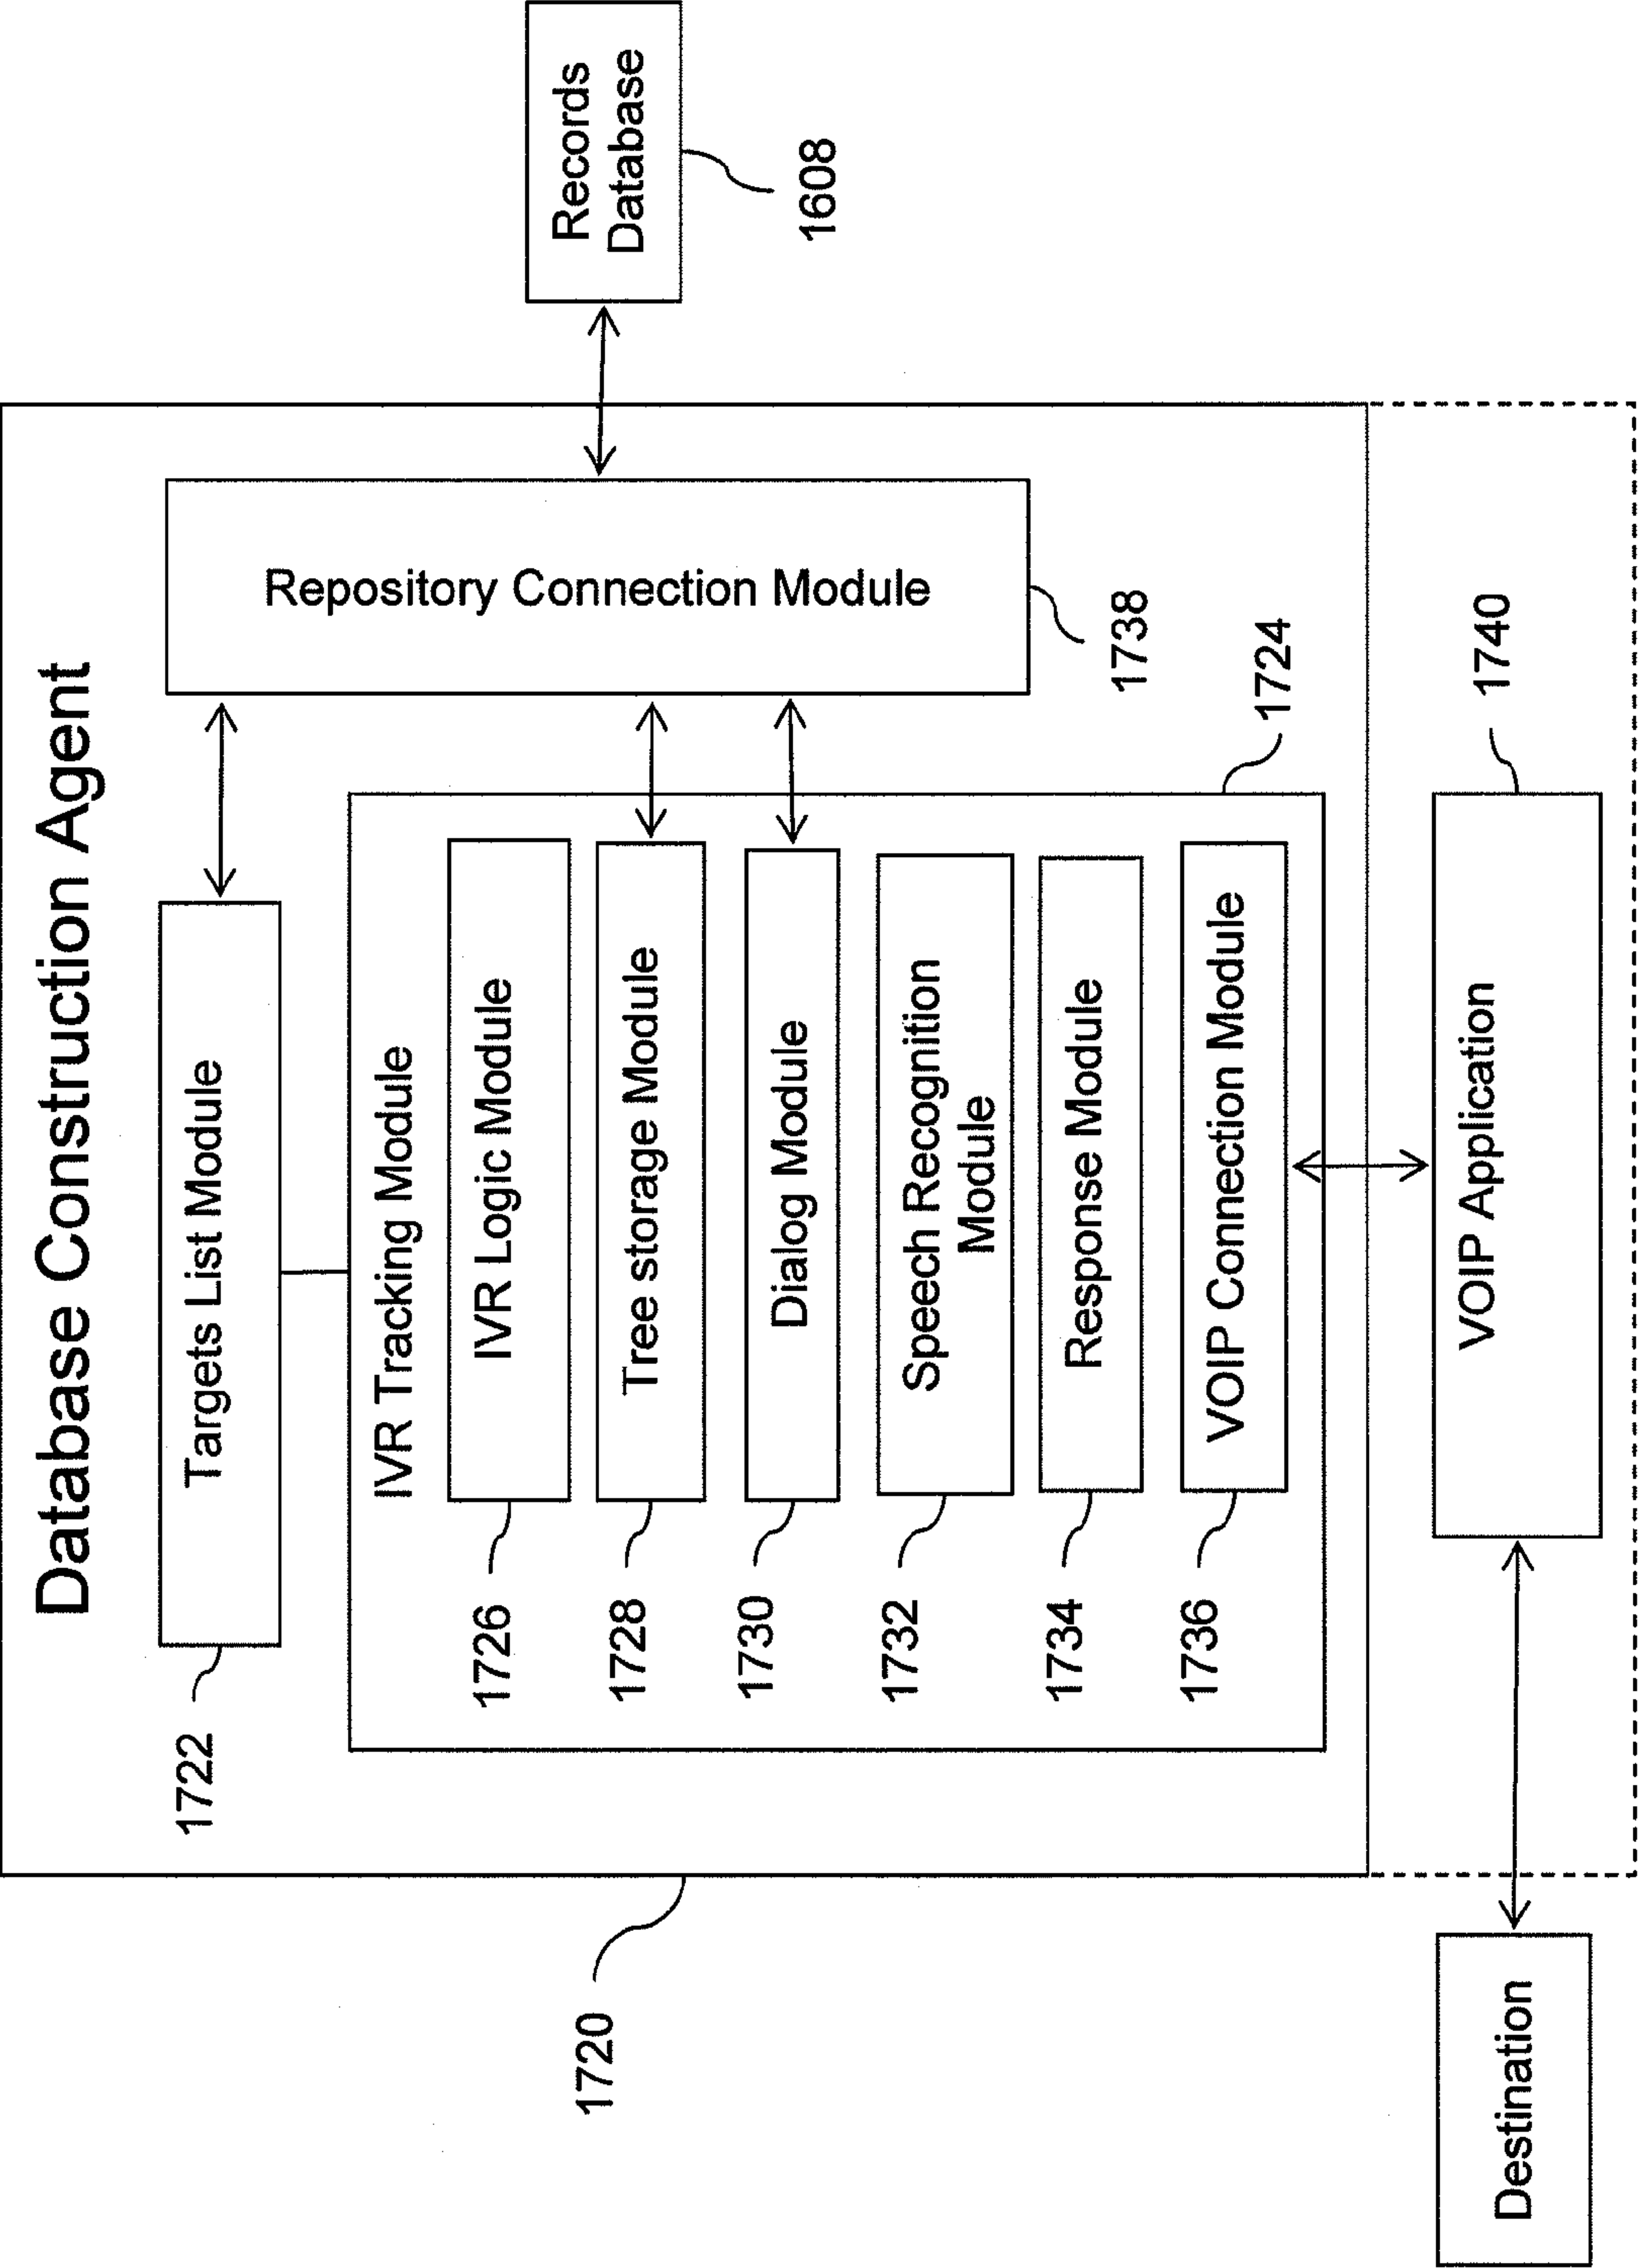 Database Construction Agent
1722
Targets List Module
IVR Tracking Module
1726
IVR Logic Module
1728
Tree storage Module
1730
Dialog Module
1732
Speech Recognition
Module
1734
Response Module
1736
VOIP Connection Module
1724
Repository Connection Module
1738
Records
Database
1608
1720
VOIP Application
1740
Destination